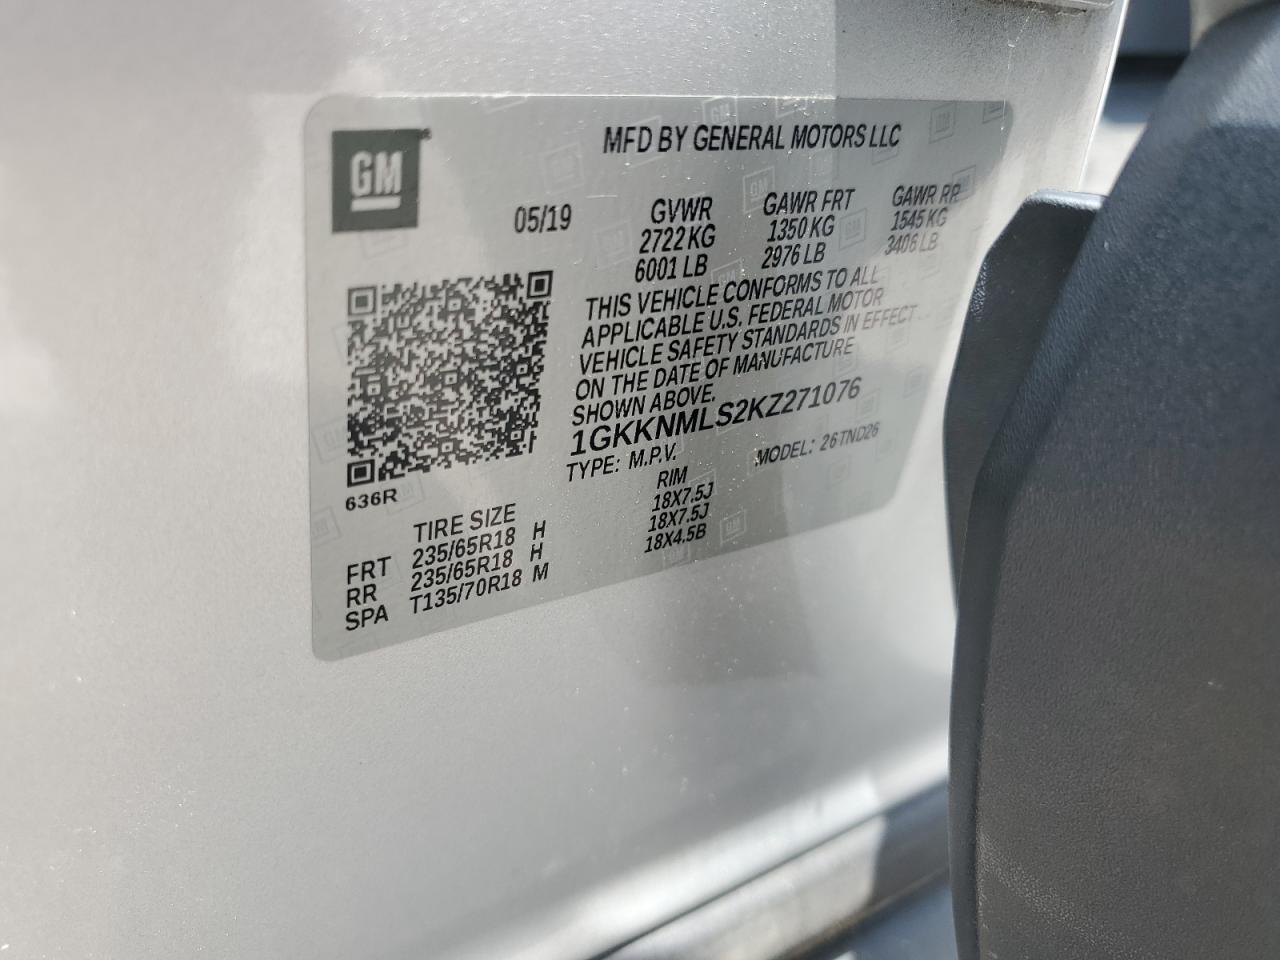 GM
MFD BY GENERAL MOTORS LLC
05/19
GVWR GAWR FRT GAWR RR
2722 KG 1350 KG 1545 KG
6001 LB 2976 LB 3406 LB
THIS VEHICLE CONFORMS TO ALL
APPLICABLE U.S. FEDERAL MOTOR
VEHICLE SAFETY STANDARDS IN EFFECT
ON THE DATE OF MANUFACTURE
SHOWN ABOVE.
1GKKNMLS2KZ271076
TYPE: M.P.V. MODEL: 26TND26
636R
TIRE SIZE RIM
FRT 235/65R18 H 18X7.5J
RR 235/65R18 H 18X7.5J
SPA T135/70R18 M 18X4.5B